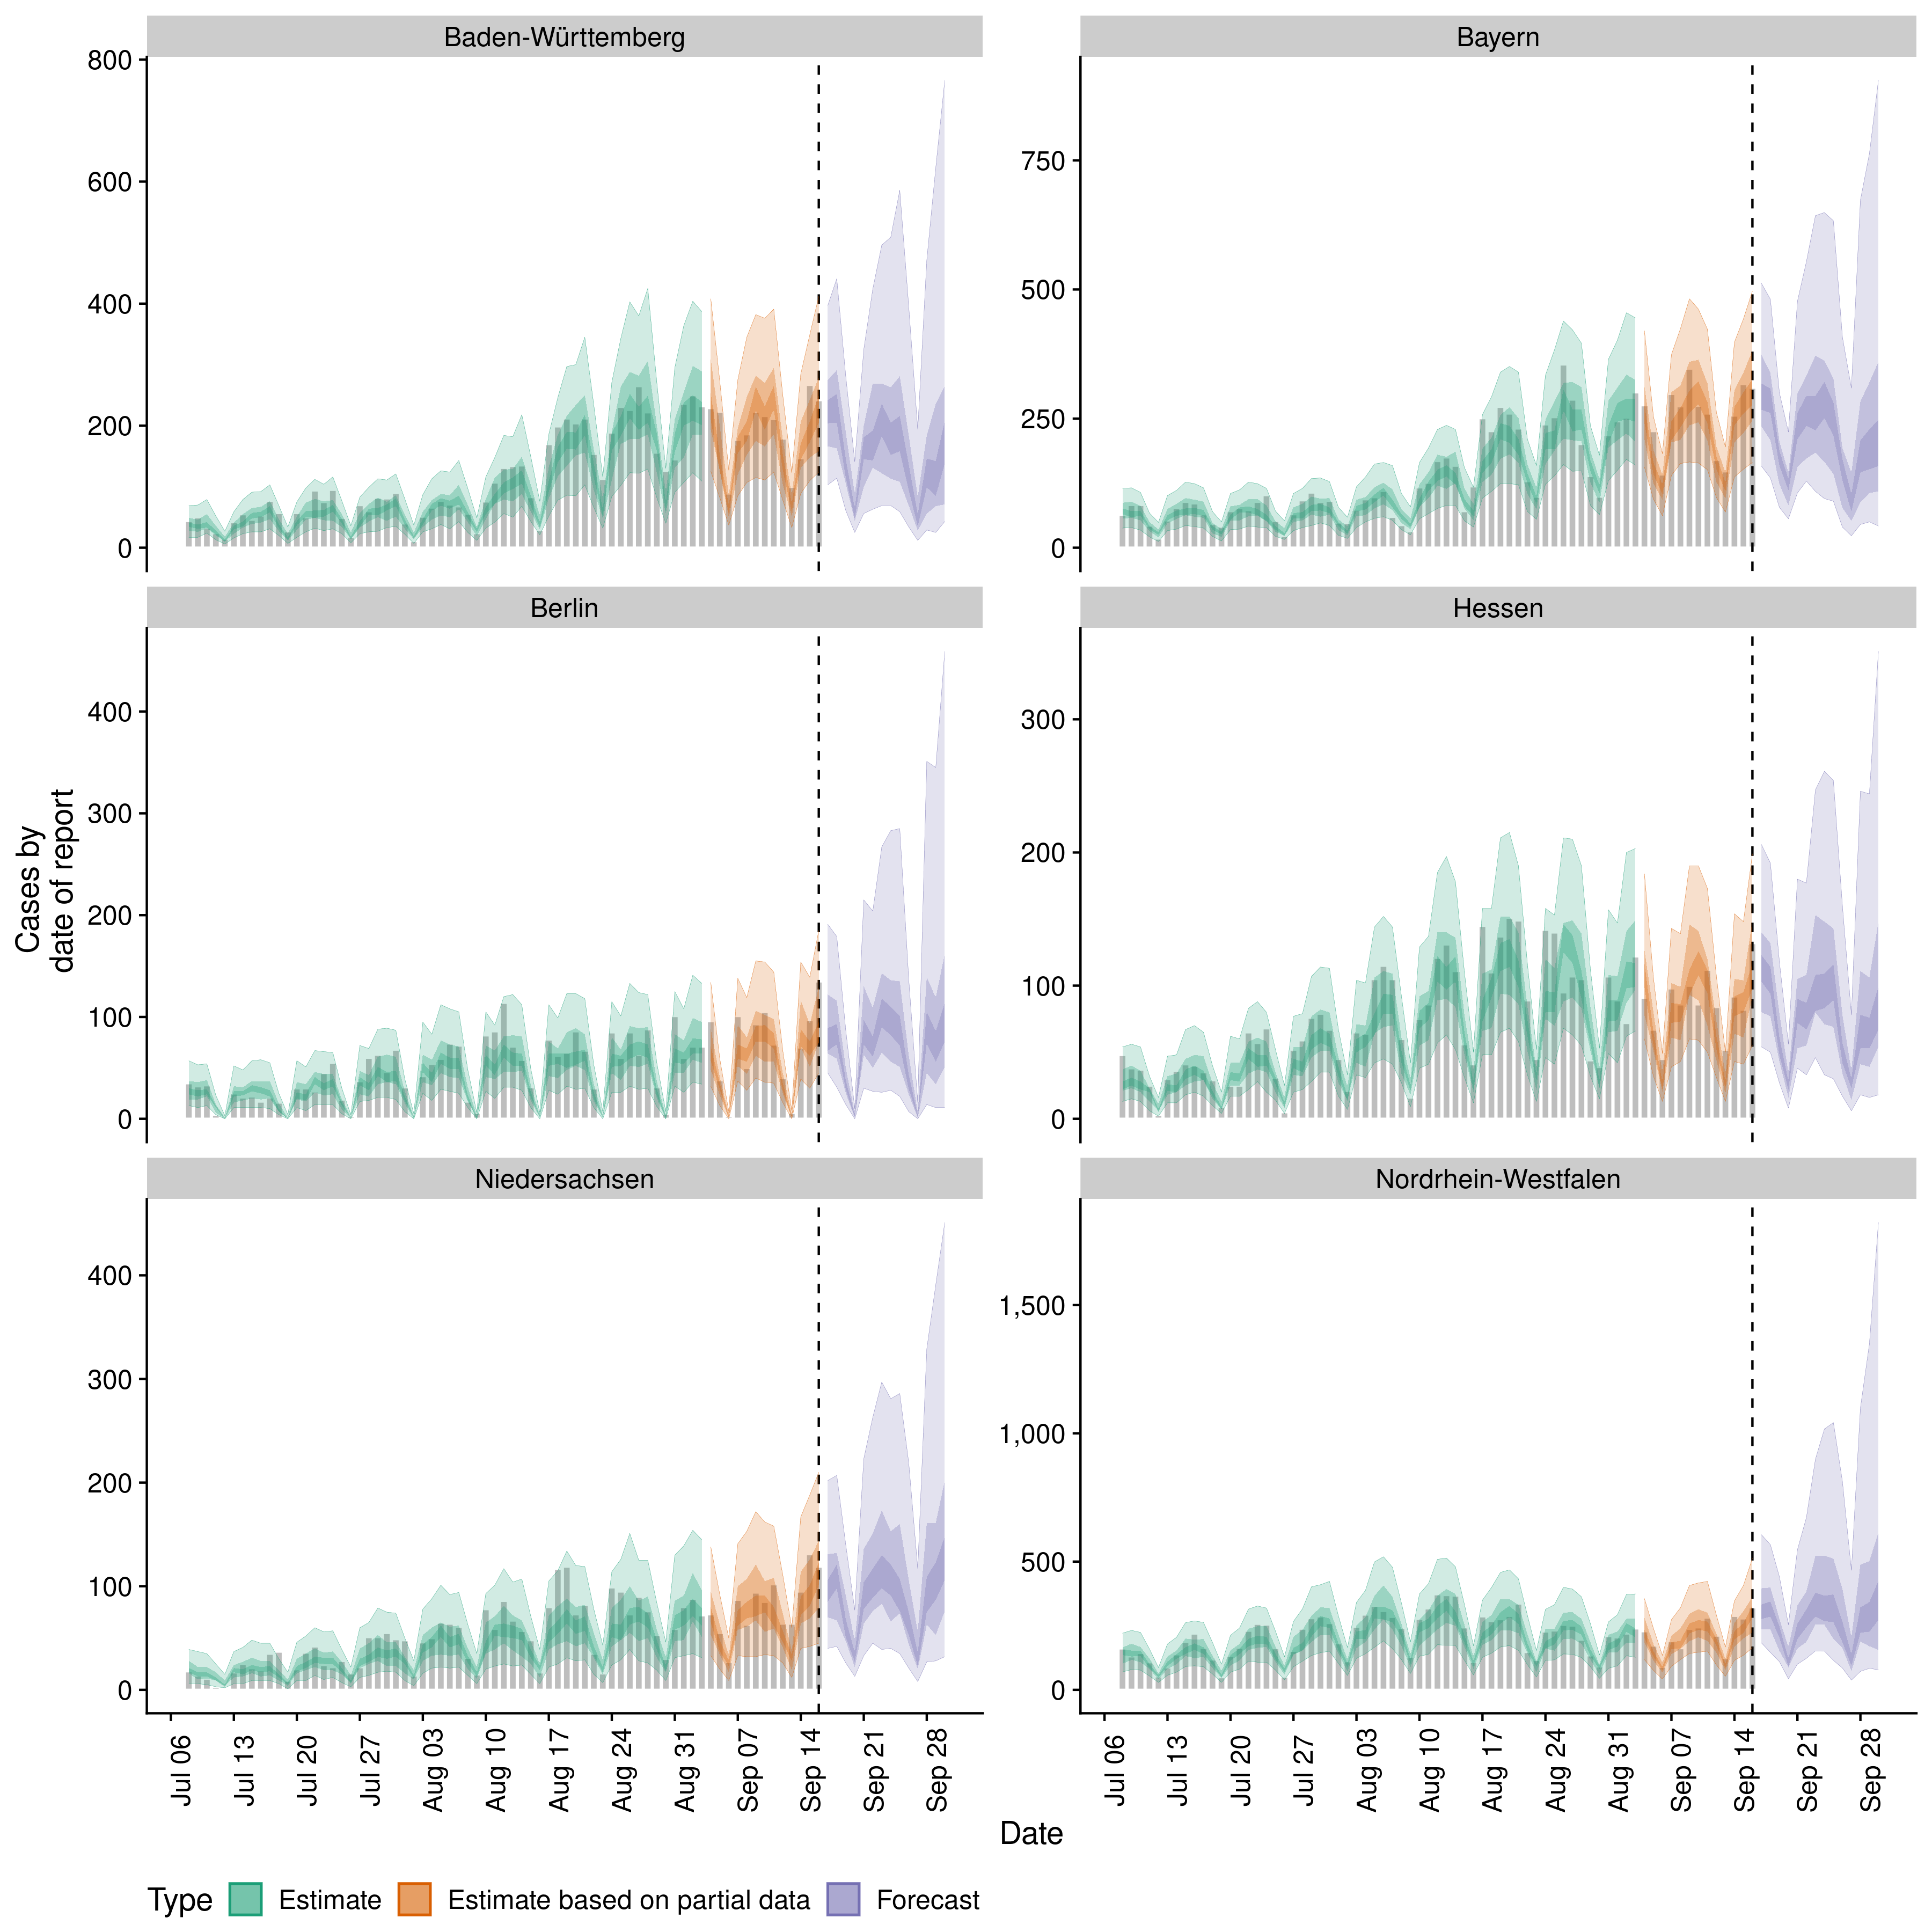 Baden-Württemberg
Bayern
800
600
400
200
0
750
500
250
0
Berlin
Hessen
400
300
200
100
0
300
200
100
0
Cases by
date of report
Niedersachsen
Nordrhein-Westfalen
400
300
200
100
0
1,500
1,000
500
0
Jul 06
Jul 13
Jul 20
Jul 27
Aug 03
Aug 10
Aug 17
Aug 24
Aug 31
Sep 07
Sep 14
Sep 21
Sep 28
Jul 06
Jul 13
Jul 20
Jul 27
Aug 03
Aug 10
Aug 17
Aug 24
Aug 31
Sep 07
Sep 14
Sep 21
Sep 28
Date
Type Estimate Estimate based on partial data Forecast